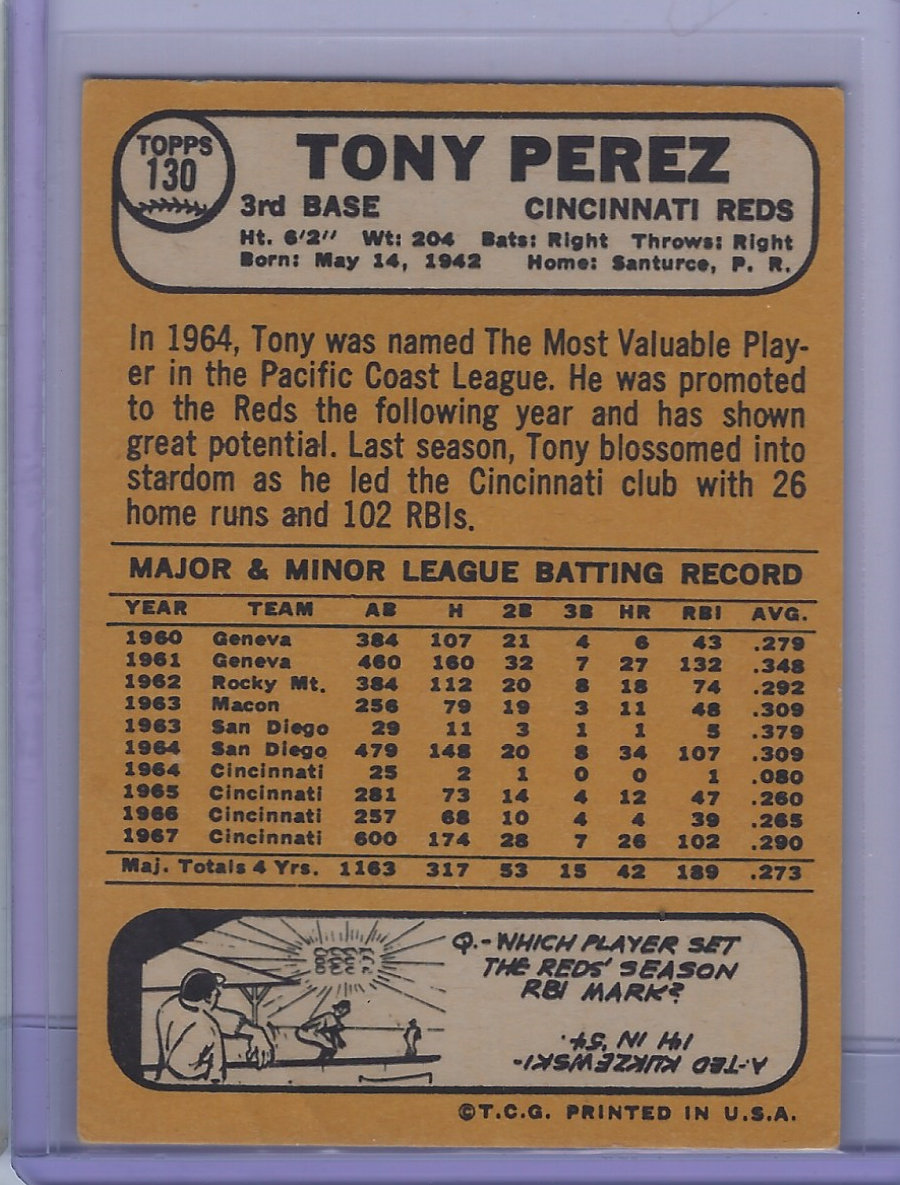 TOPPS
130
TONY PEREZ
3rd BASE CINCINNATI REDS
Ht. 6'2" Wt: 204 Bats: Right Throws: Right
Born: May 14, 1942 Home: Santurce, P. R.
In 1964, Tony was named The Most Valuable Play-
er in the Pacific Coast League. He was promoted
to the Reds the following year and has shown
great potential. Last season, Tony blossomed into
stardom as he led the Cincinnati club with 26
home runs and 102 RBIs.
MAJOR & MINOR LEAGUE BATTING RECORD
YEAR TEAM AB H 2B 3B HR RBI AVG.
1960 Geneva 384 107 21 4 6 43 .279
1961 Geneva 460 160 32 7 27 132 .348
1962 Rocky Mt. 384 112 20 8 18 74 .292
1963 Macon 256 79 19 3 11 48 .309
1963 San Diego 29 11 3 1 1 5 .379
1964 San Diego 479 148 20 8 34 107 .309
1964 Cincinnati 25 2 1 0 0 1 .080
1965 Cincinnati 281 73 14 4 12 47 .260
1966 Cincinnati 257 68 10 4 4 39 .265
1967 Cincinnati 600 174 28 7 26 102 .290
Maj. Totals 4 Yrs. 1163 317 53 15 42 189 .273
Q.-WHICH PLAYER SET
THE REDS' SEASON
RBI MARK?
A-TED KLUZEWSKI-
141 IN '54.
©T.C.G. PRINTED IN U.S.A.